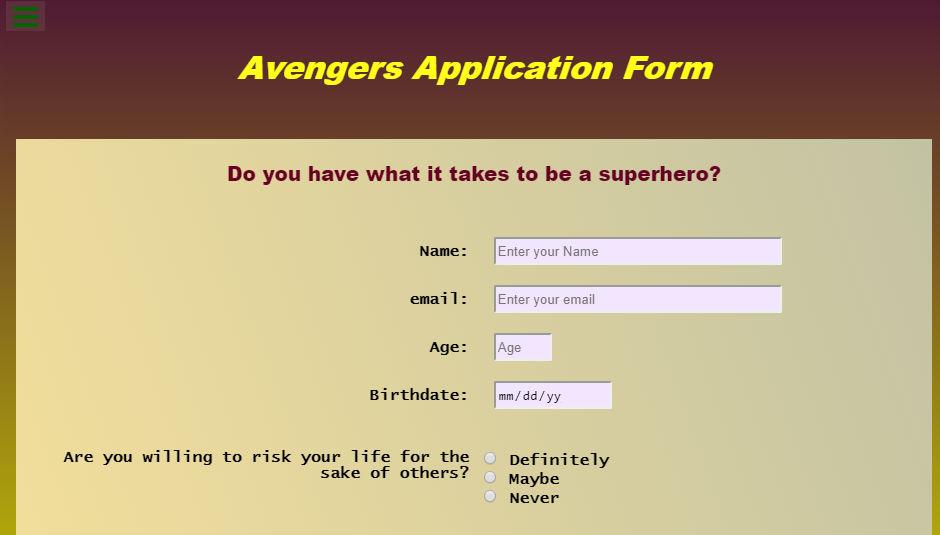 Avengers Application Form
Do you have what it takes to be a superhero?
Name: Enter your Name
email: Enter your email
Age: Age
Birthdate: mm/dd/yy
Are you willing to risk your life for the
sake of others?
Definitely
Maybe
Never